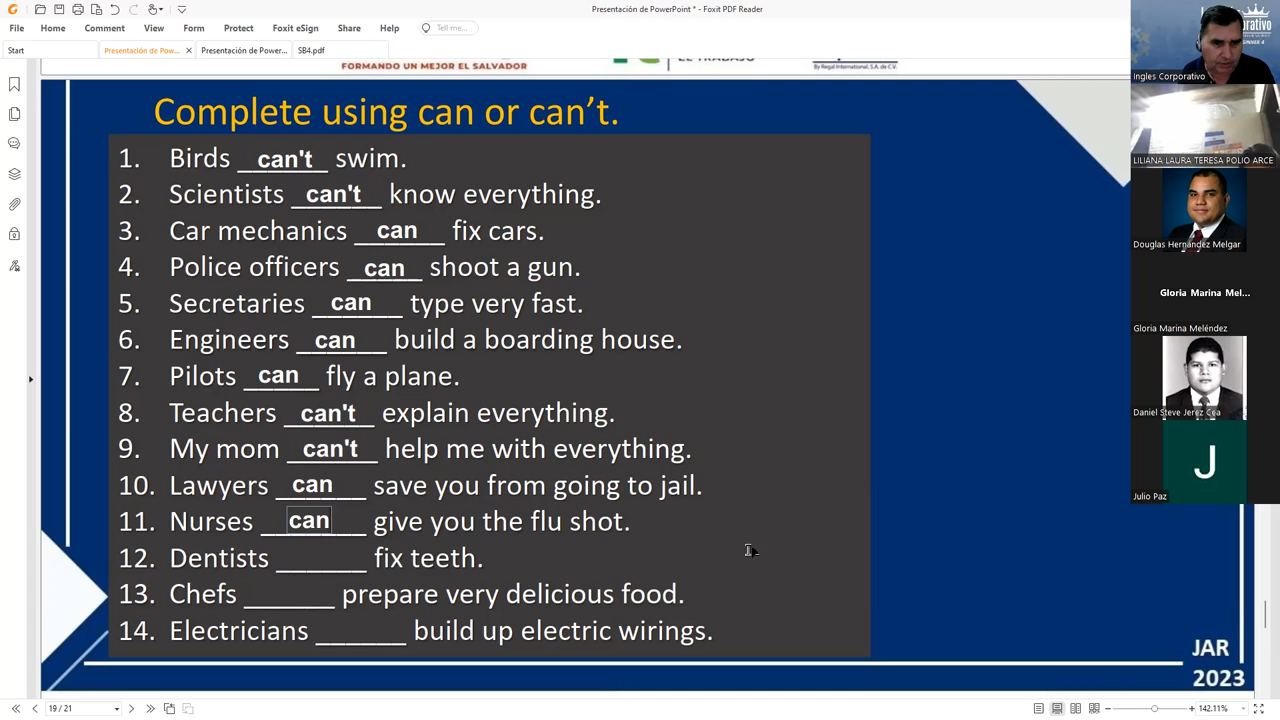 Presentación de PowerPoint * - Foxit PDF Reader
File Home Comment View Form Protect Foxit eSign Share Help Tell me...
Start Presentación de Pow... × Presentación de Power... SB4.pdf
FORMANDO UN MEJOR EL SALVADOR
By Regal International, S.A. de C.V.
Complete using can or can’t.
1. Birds can't swim.
2. Scientists can't know everything.
3. Car mechanics can fix cars.
4. Police officers can shoot a gun.
5. Secretaries can type very fast.
6. Engineers can build a boarding house.
7. Pilots can fly a plane.
8. Teachers can't explain everything.
9. My mom can't help me with everything.
10. Lawyers can save you from going to jail.
11. Nurses can give you the flu shot.
12. Dentists ______ fix teeth.
13. Chefs ______ prepare very delicious food.
14. Electricians ______ build up electric wirings.
JAR
2023
Ingles Corporativo
LILIANA LAURA TERESA POLIO ARCE
Douglas Hernández Melgar
Gloria Marina Mel...
Gloria Marina Meléndez
Daniel Steve Jerez Cea
J
Julio Paz
19 / 21
142.11%